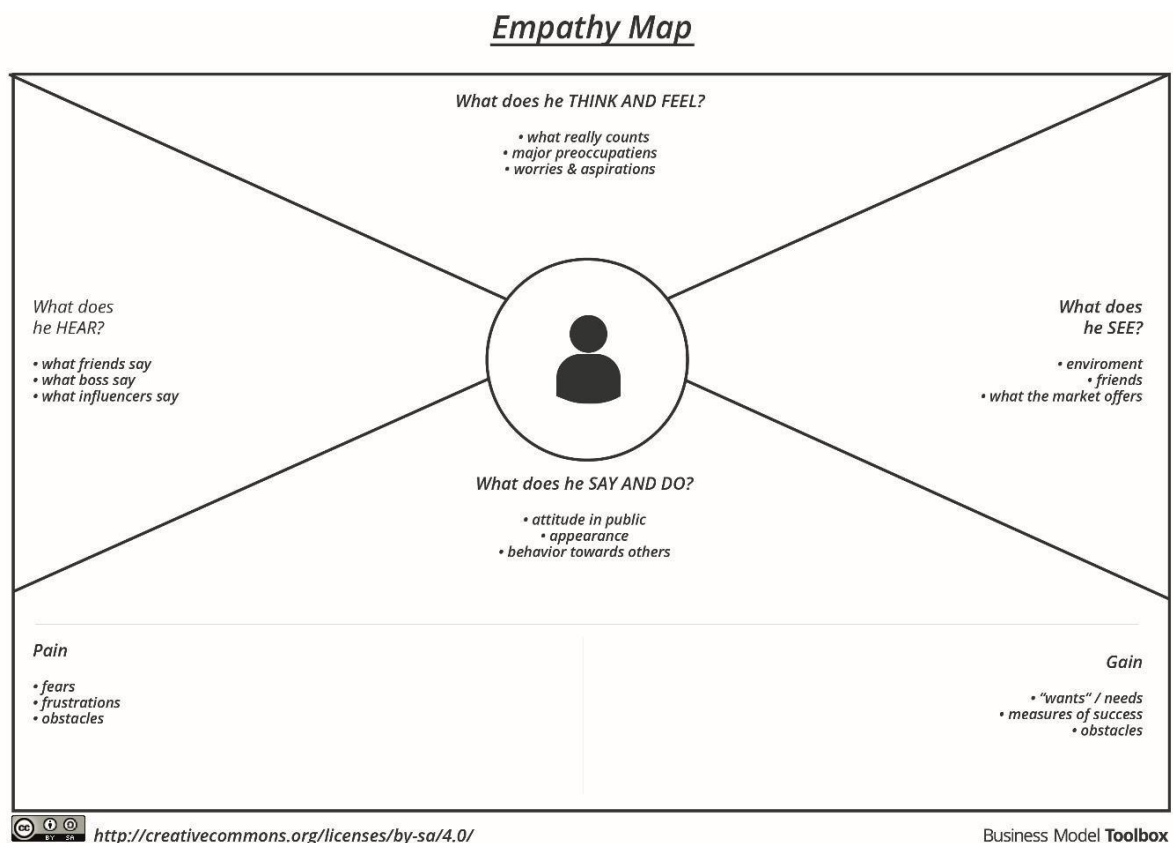 Empathy Map
What does he THINK AND FEEL?
• what really counts
• major preoccupatiens
• worries & aspirations
What does
he HEAR?
• what friends say
• what boss say
• what influencers say
What does
he SEE?
• enviroment
• friends
• what the market offers
What does he SAY AND DO?
• attitude in public
• appearance
• behavior towards others
Pain
• fears
• frustrations
• obstacles
Gain
• “wants“ / needs
• measures of success
• obstacles
cc BY SA
http://creativecommons.org/licenses/by-sa/4.0/
Business Model Toolbox